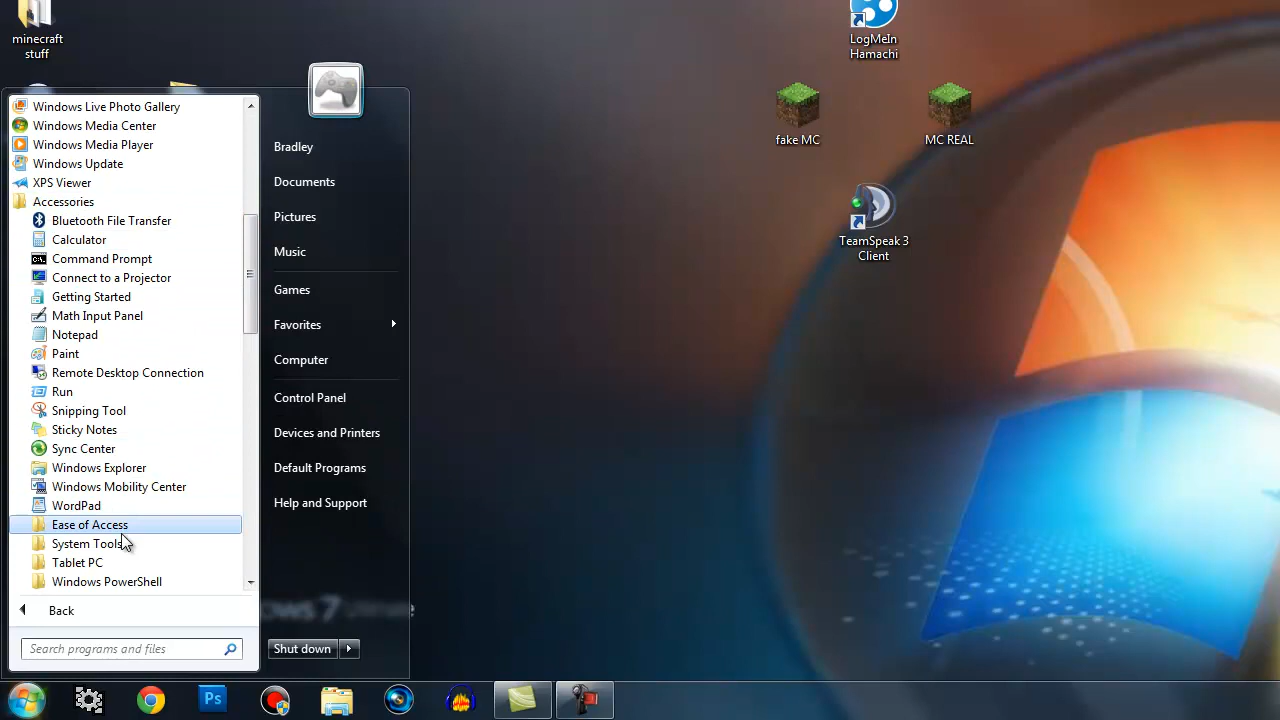 minecraft
stuff
LogMeIn
Hamachi
fake MC
MC REAL
TeamSpeak 3
Client
Windows Live Photo Gallery
Windows Media Center
Windows Media Player
Windows Update
XPS Viewer
Accessories
Bluetooth File Transfer
Calculator
Command Prompt
Connect to a Projector
Getting Started
Math Input Panel
Notepad
Paint
Remote Desktop Connection
Run
Snipping Tool
Sticky Notes
Sync Center
Windows Explorer
Windows Mobility Center
WordPad
Ease of Access
System Tools
Tablet PC
Windows PowerShell
Back
Search programs and files
Bradley
Documents
Pictures
Music
Games
Favorites
Computer
Control Panel
Devices and Printers
Default Programs
Help and Support
Shut down
Ps